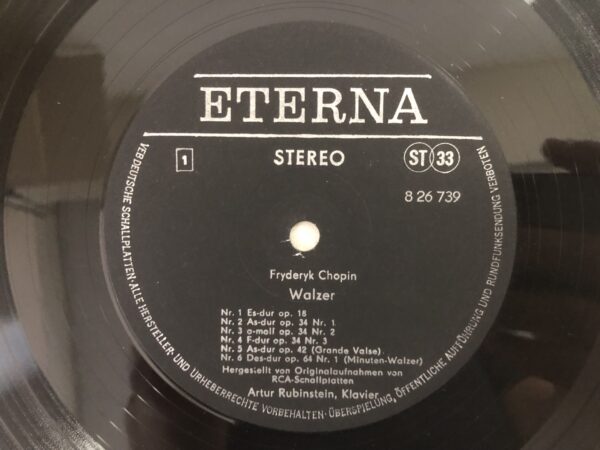 ETERNA
1 STEREO ST 33
8 26 739
Fryderyk Chopin
Walzer
Nr. 1 Es-dur op. 18
Nr. 2 As-dur op. 34 Nr. 1
Nr. 3 a-moll op. 34 Nr. 2
Nr. 4 F-dur op. 34 Nr. 3
Nr. 5 As-dur op. 42 (Grande Valse)
Nr. 6 Des-dur op. 64 Nr. 1 (Minuten-Walzer)
Hergestellt von Originalaufnahmen von
RCA-Schallplatten
Artur Rubinstein, Klavier
VEB DEUTSCHE SCHALLPLATTEN · ALLE HERSTELLER- UND URHEBERRECHTE VORBEHALTEN · ÜBERSPIELUNG, ÖFFENTLICHE AUFFÜHRUNG UND RUNDFUNKSENDUNG VERBOTEN